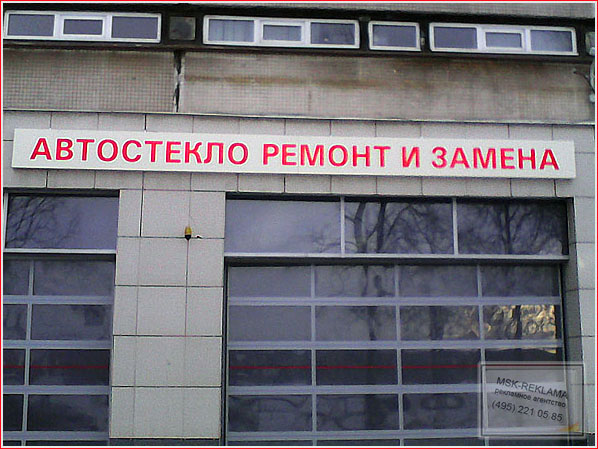 АВТОСТЕКЛО РЕМОНТ И ЗАМЕНА
MSK-REKLAMA
рекламное агентство
(495) 221 05 85